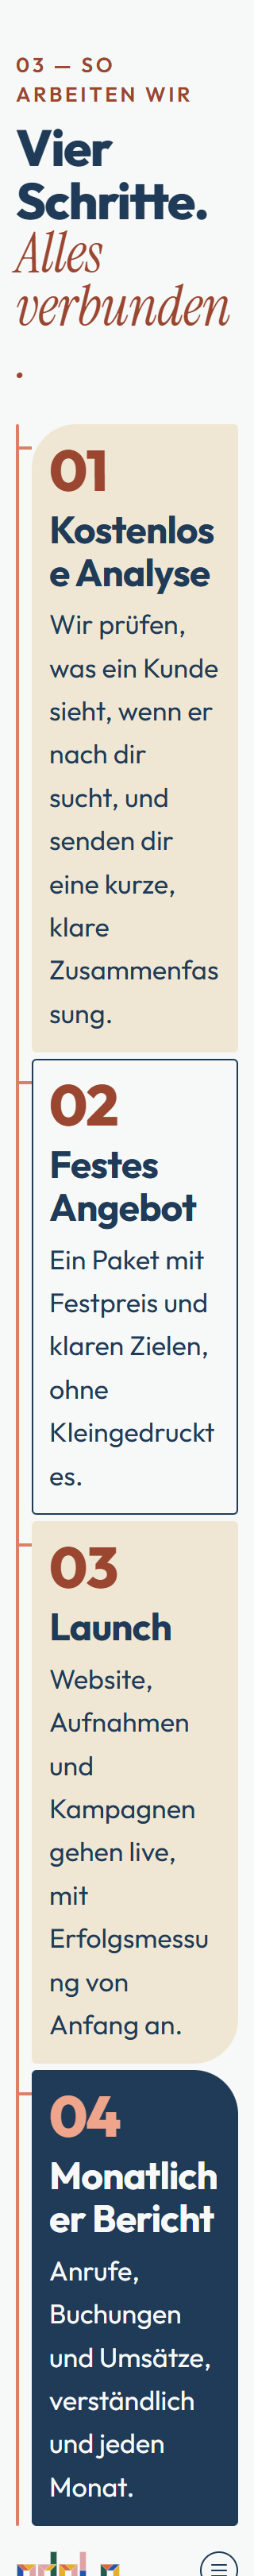 03 — SO
ARBEITEN WIR
Vier
Schritte.
Alles
verbunden
.
01
Kostenlos
e Analyse
Wir prüfen,
was ein Kunde
sieht, wenn er
nach dir
sucht, und
senden dir
eine kurze,
klare
Zusammenfas
sung.
02
Festes
Angebot
Ein Paket mit
Festpreis und
klaren Zielen,
ohne
Kleingedruckt
es.
03
Launch
Website,
Aufnahmen
und
Kampagnen
gehen live,
mit
Erfolgsmessu
ng von
Anfang an.
04
Monatlich
er Bericht
Anrufe,
Buchungen
und Umsätze,
verständlich
und jeden
Monat.